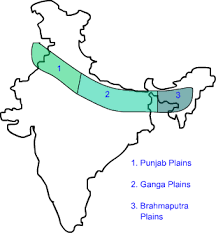 1
2
3
1. Punjab Plains
2. Ganga Plains
3. Brahmaputra
Plains